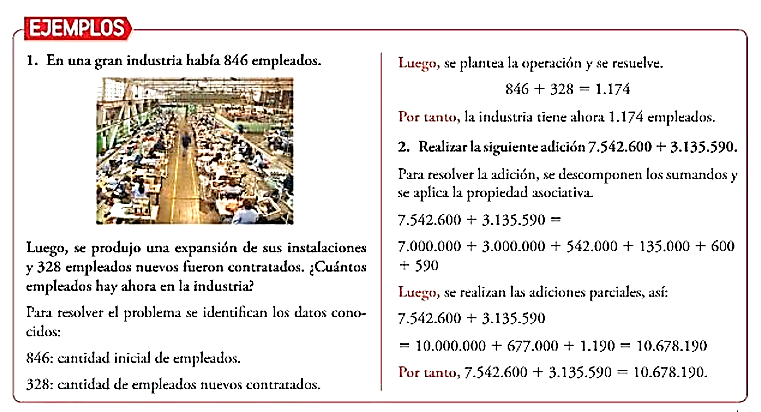 EJEMPLOS
1. En una gran industria había 846 empleados.
Luego, se produjo una expansión de sus instalaciones
y 328 empleados nuevos fueron contratados. ¿Cuántos
empleados hay ahora en la industria?
Para resolver el problema se identifican los datos cono-
cidos:
846: cantidad inicial de empleados.
328: cantidad de empleados nuevos contratados.
Luego, se plantea la operación y se resuelve.
846 + 328 = 1.174
Por tanto, la industria tiene ahora 1.174 empleados.
2. Realizar la siguiente adición 7.542.600 + 3.135.590.
Para resolver la adición, se descomponen los sumandos y
se aplica la propiedad asociativa.
7.542.600 + 3.135.590 =
7.000.000 + 3.000.000 + 542.000 + 135.000 + 600
+ 590
Luego, se realizan las adiciones parciales, así:
7.542.600 + 3.135.590
= 10.000.000 + 677.000 + 1.190 = 10.678.190
Por tanto, 7.542.600 + 3.135.590 = 10.678.190.